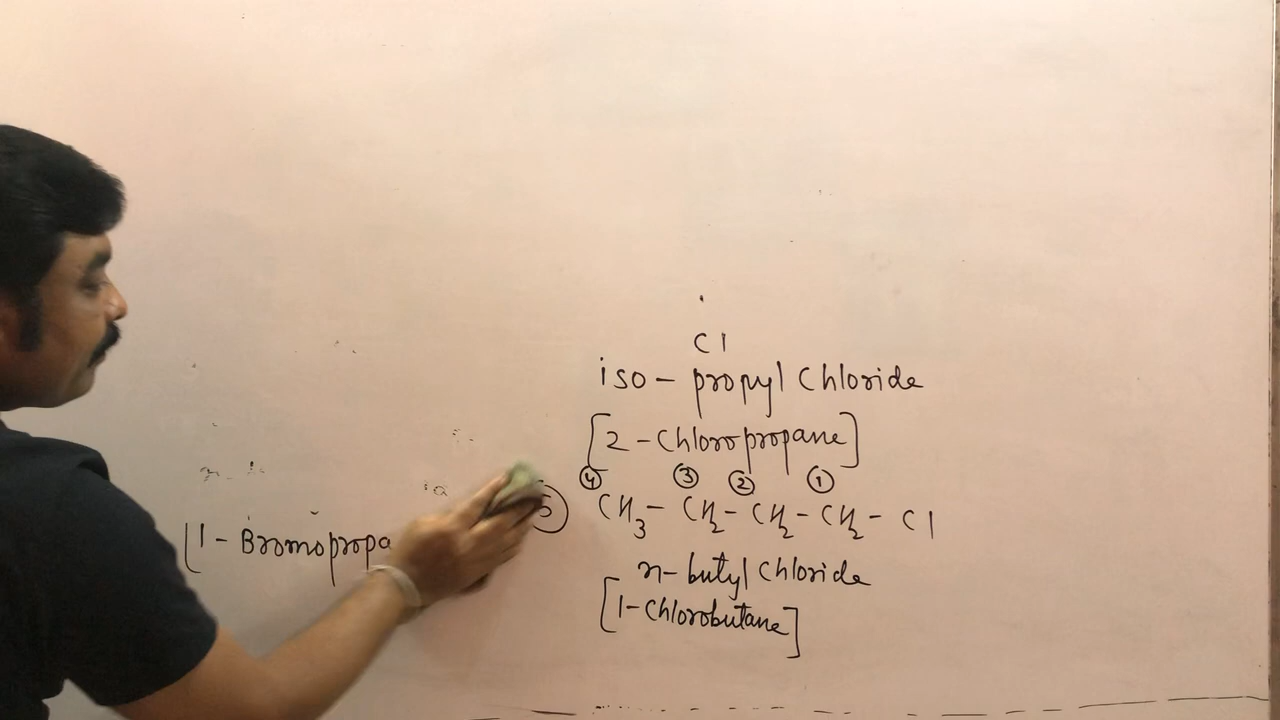 Cl
iso - propyl Chloride
[2 - Chloropropane]
④ ③ ② ①
⑤ CH₃ - CH₂ - CH₂ - CH₂ - Cl
n - butyl Chloride
[1 - Chlorobutane]
[1 - Bromopropa